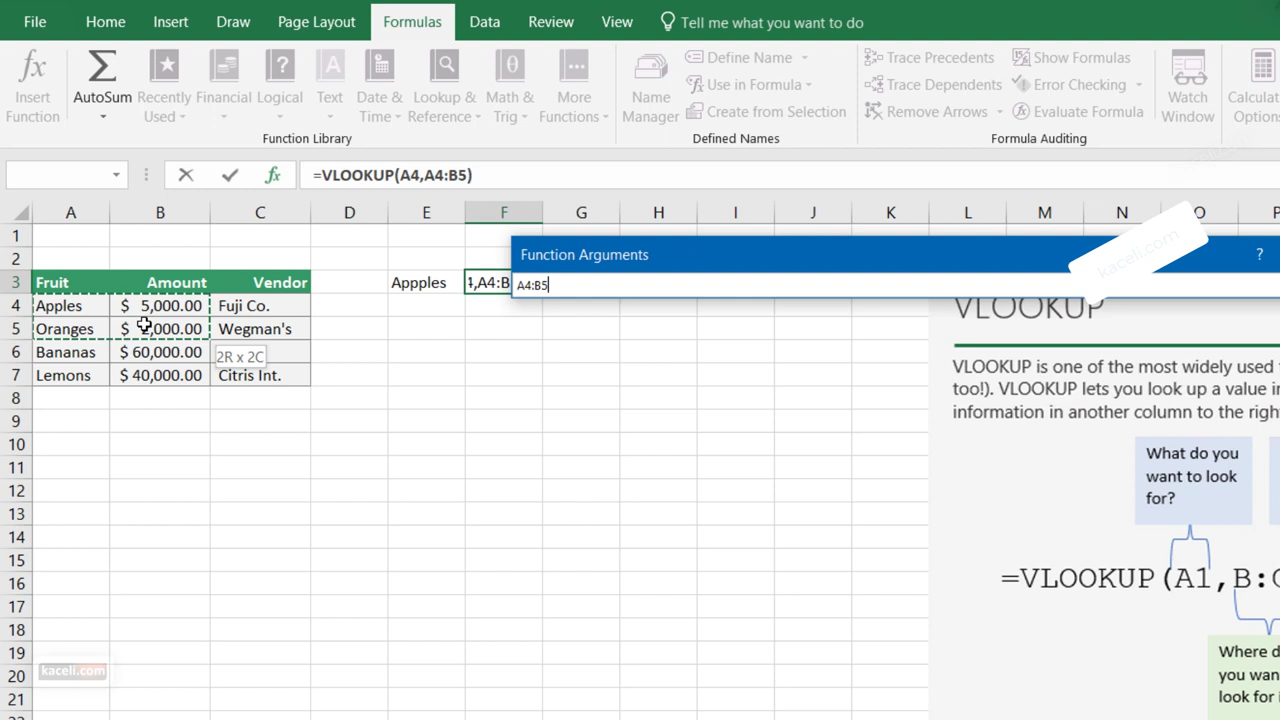 File Home Insert Draw Page Layout Formulas Data Review View Tell me what you want to do
Insert Function
AutoSum
Recently Used
Financial
Logical
Text
Date & Time
Lookup & Reference
Math & Trig
More Functions
Function Library
Name Manager
Define Name
Use in Formula
Create from Selection
Defined Names
Trace Precedents
Trace Dependents
Remove Arrows
Show Formulas
Error Checking
Evaluate Formula
Formula Auditing
Watch Window
=VLOOKUP(A4,A4:B5)
A B C D E F G H I J K L M N O P
1
2
3 Fruit Amount Vendor Appples 4,A4:B
4 Apples $ 5,000.00 Fuji Co.
5 Oranges $ 2,000.00 Wegman's
6 Bananas $ 60,000.00
2R x 2C
7 Lemons $ 40,000.00 Citris Int.
8
9
10
11
12
13
14
15
16
17
18
19
20
21
Function Arguments ?
A4:B5
kaceli.com
VLOOKUP
VLOOKUP is one of the most widely used
too!). VLOOKUP lets you look up a value
information in another column to the
What do you
want to look
for?
=VLOOKUP(A1,B:
Where
you
look for
kaceli.com